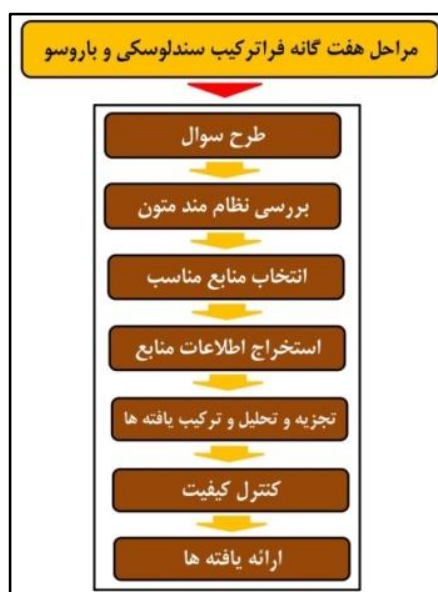 مراحل هفت گانه فراترکیب سندلوسکی و باروسو
طرح سوال
بررسی نظام مند متون
انتخاب منابع مناسب
استخراج اطلاعات منابع
تجزیه و تحلیل و ترکیب یافته ها
کنترل کیفیت
ارائه یافته ها